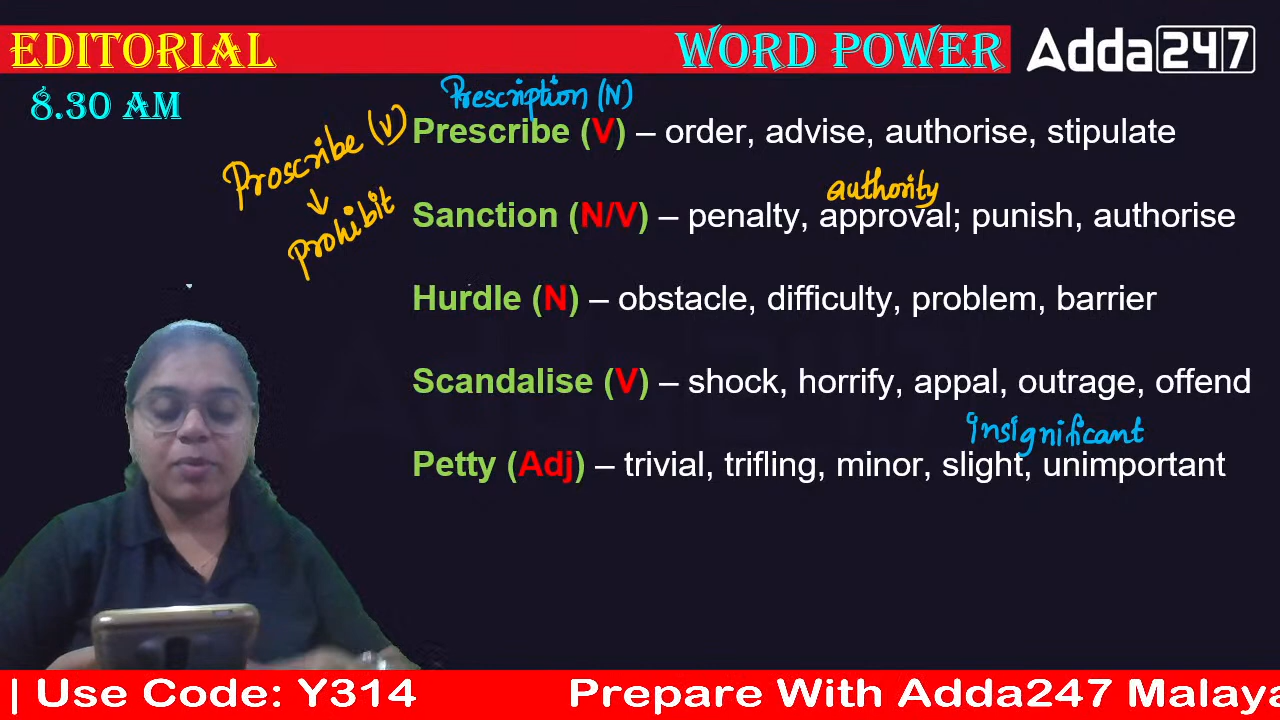 EDITORIAL
WORD POWER
Adda247
8.30 AM
Prescription (N)
Proscribe (V)
↓
prohibit
Prescribe (V) – order, advise, authorise, stipulate
authority
Sanction (N/V) – penalty, approval; punish, authorise
Hurdle (N) – obstacle, difficulty, problem, barrier
Scandalise (V) – shock, horrify, appal, outrage, offend
insignificant
Petty (Adj) – trivial, trifling, minor, slight, unimportant
| Use Code: Y314 Prepare With Adda247 Malaya